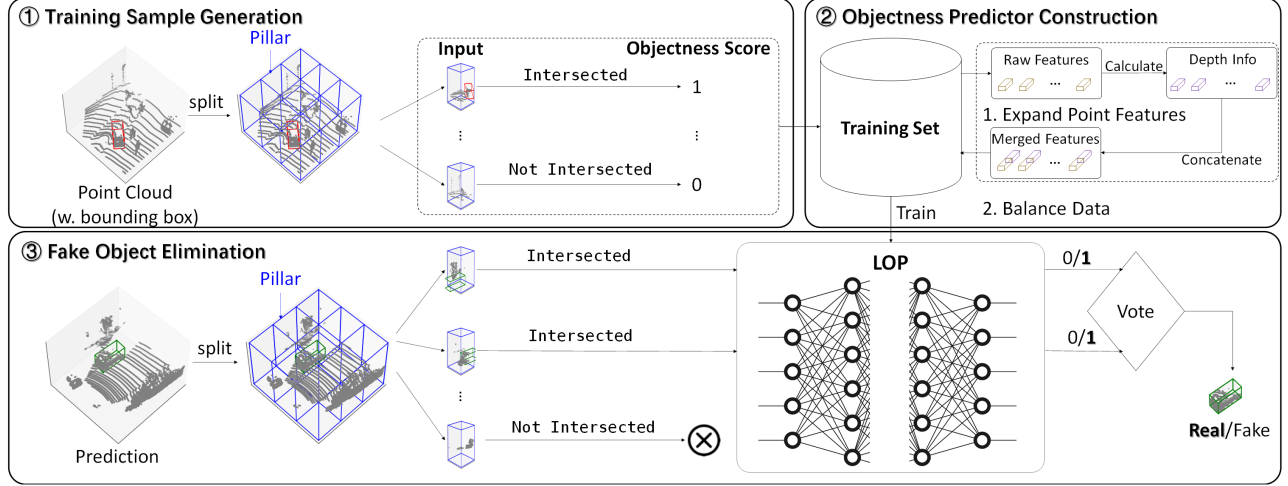 ① Training Sample Generation
Pillar
split
Point Cloud
(w. bounding box)
Input
Objectness Score
Intersected
1
...
...
Not Intersected
0
② Objectness Predictor Construction
Training Set
Raw Features
...
Calculate
Depth Info
...
1. Expand Point Features
Merged Features
...
Concatenate
Train
2. Balance Data
③ Fake Object Elimination
Pillar
split
Prediction
Intersected
Intersected
...
Not Intersected
LOP
0/1
0/1
Vote
Real/Fake